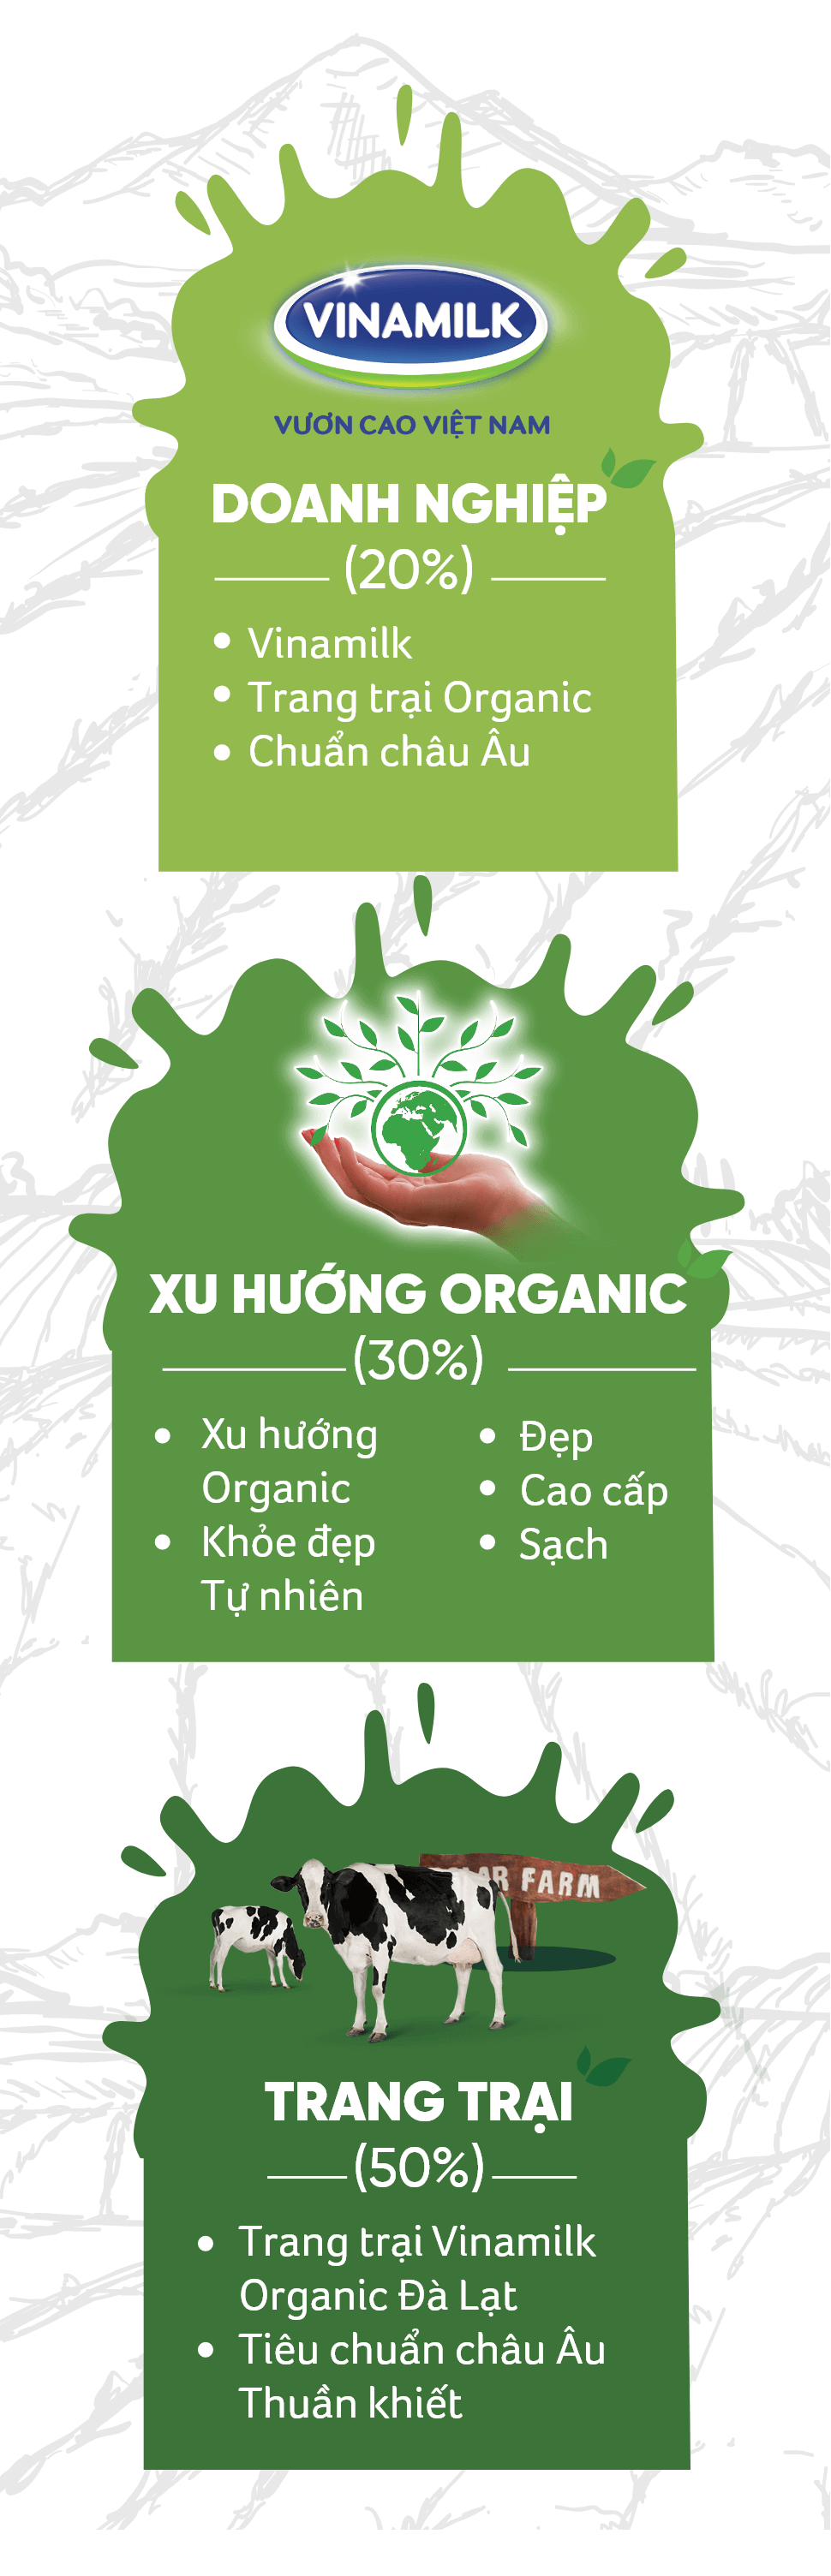 VINAMILK
VƯƠN CAO VIỆT NAM
DOANH NGHIỆP
(20%)
Vinamilk
Trang trại Organic
Chuẩn châu Âu
XU HƯỚNG ORGANIC
(30%)
Xu hướng
Organic
Khỏe đẹp
Tự nhiên
Đẹp
Cao cấp
Sạch
FARM
TRANG TRẠI
(50%)
Trang trại Vinamilk
Organic Đà Lạt
Tiêu chuẩn châu Âu
Thuần khiết